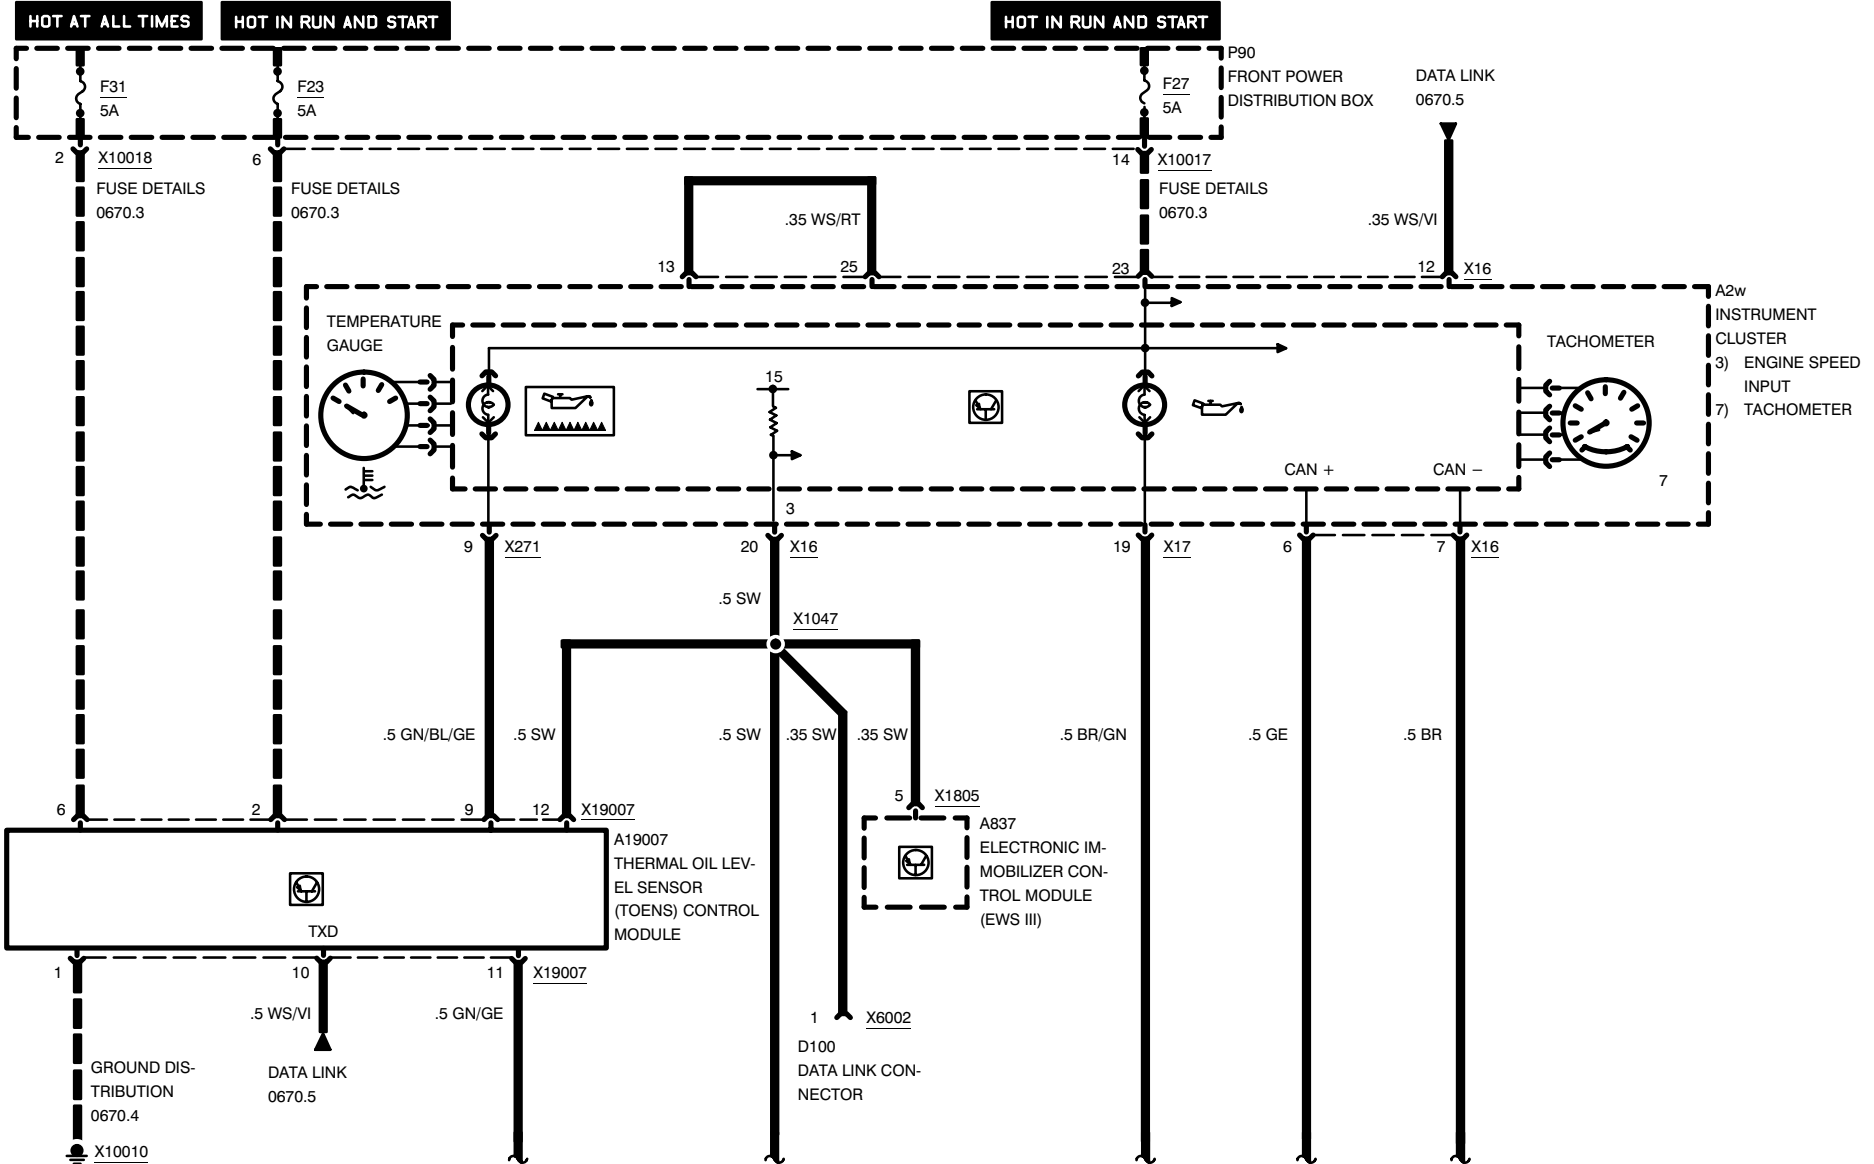 HOT AT ALL TIMES
HOT IN RUN AND START
HOT IN RUN AND START
P90
FRONT POWER
DISTRIBUTION BOX
F31
5A
F23
5A
F27
5A
DATA LINK
0670.5
2
X10018
6
14
X10017
FUSE DETAILS
0670.3
FUSE DETAILS
0670.3
FUSE DETAILS
0670.3
.35 WS/RT
.35 WS/VI
13
25
23
12
X16
A2w
INSTRUMENT
CLUSTER
3) ENGINE SPEED
INPUT
7) TACHOMETER
TEMPERATURE
GAUGE
TACHOMETER
15
CAN +
CAN −
7
3
9
X271
20
X16
19
X17
6
7
X16
.5 SW
X1047
.5 GN/BL/GE
.5 SW
.5 SW
.35 SW
.35 SW
.5 BR/GN
.5 GE
.5 BR
6
2
9
12
X19007
5
X1805
A19007
THERMAL OIL LEV-
EL SENSOR
(TOENS) CONTROL
MODULE
A837
ELECTRONIC IM-
MOBILIZER CON-
TROL MODULE
(EWS III)
TXD
1
10
11
X19007
.5 WS/VI
.5 GN/GE
1
X6002
D100
DATA LINK CON-
NECTOR
GROUND DIS-
TRIBUTION
0670.4
DATA LINK
0670.5
X10010